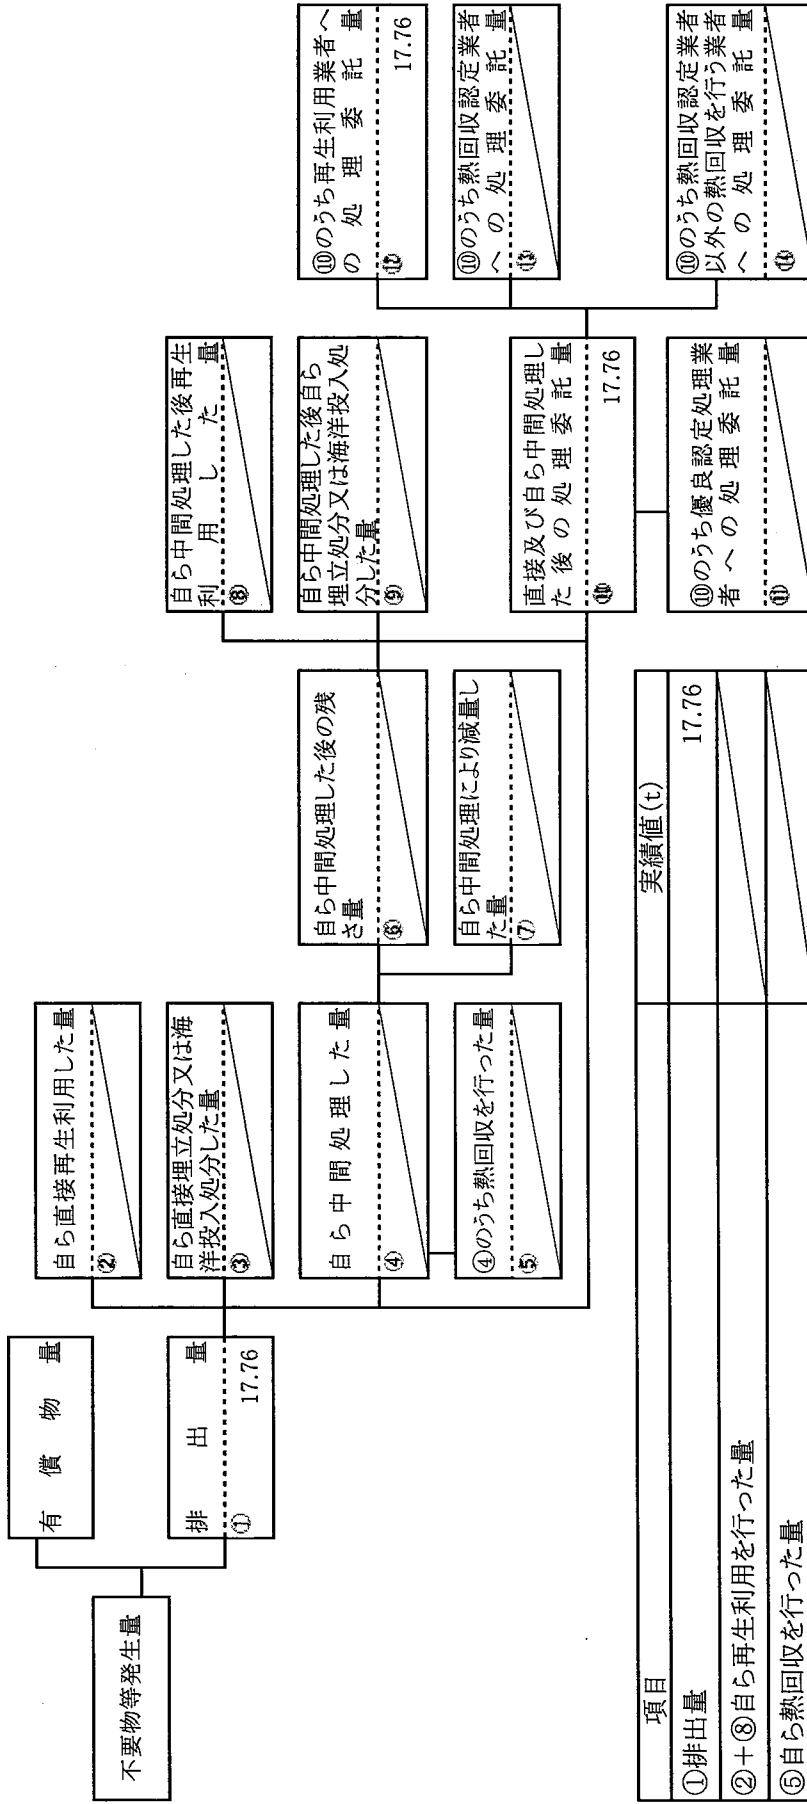 不要物等発生量
有償物量
排出量
①
17.76
自ら直接再生利用した量
②
自ら直接埋立処分又は海
洋投入処分した量
③
自ら中間処理した量
④
④のうち熱回収を行った量
⑤
自ら中間処理した後の残
さ量
⑥
自ら中間処理により減量し
た量
⑦
自ら中間処理した後再生
利用した量
⑧
自ら中間処理した後自ら
埋立処分又は海洋投入処
分した量
⑨
直接及び自ら中間処理し
た後の処理委託量
⑩
17.76
⑩のうち優良認定処理業
者への処理委託量
⑪
⑩のうち再生利用業者へ
の処理委託量
⑫
17.76
⑩のうち熱回収認定業者
への処理委託量
⑬
⑩のうち熱回収認定業者
以外の熱回収を行う業者
への処理委託量
⑭
項目
実績値(t)
①排出量
17.76
②+⑧自ら再生利用を行った量
⑤自ら熱回収を行った量